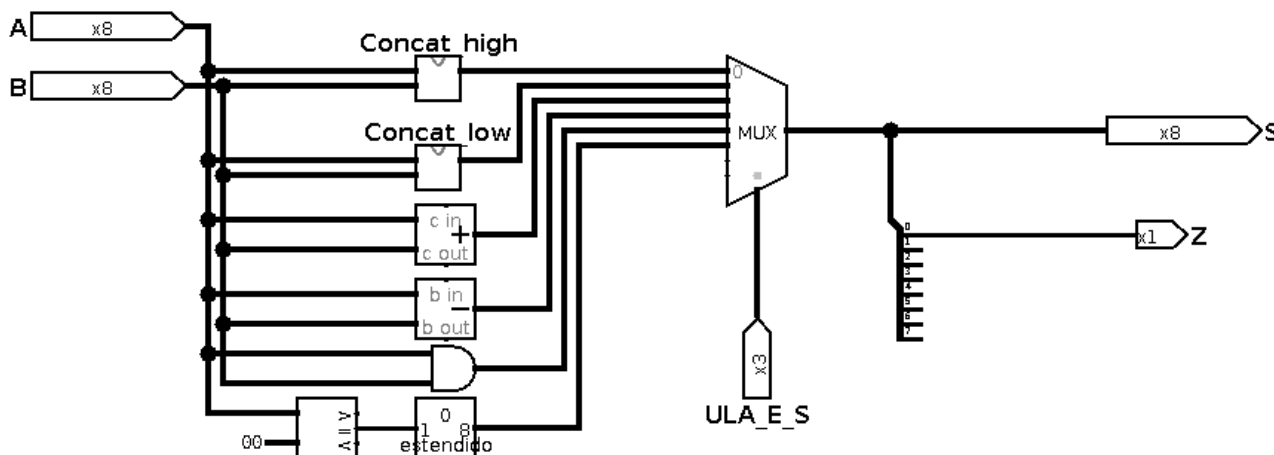 A x8
Concat_high
B x8
0
MUX
Concat_low
x8 S
c in
+
c out
0
1
2
3
4
5
6
7
x1 Z
b in
−
b out
x3
ULA_E_S
00
0
1 8
estendido